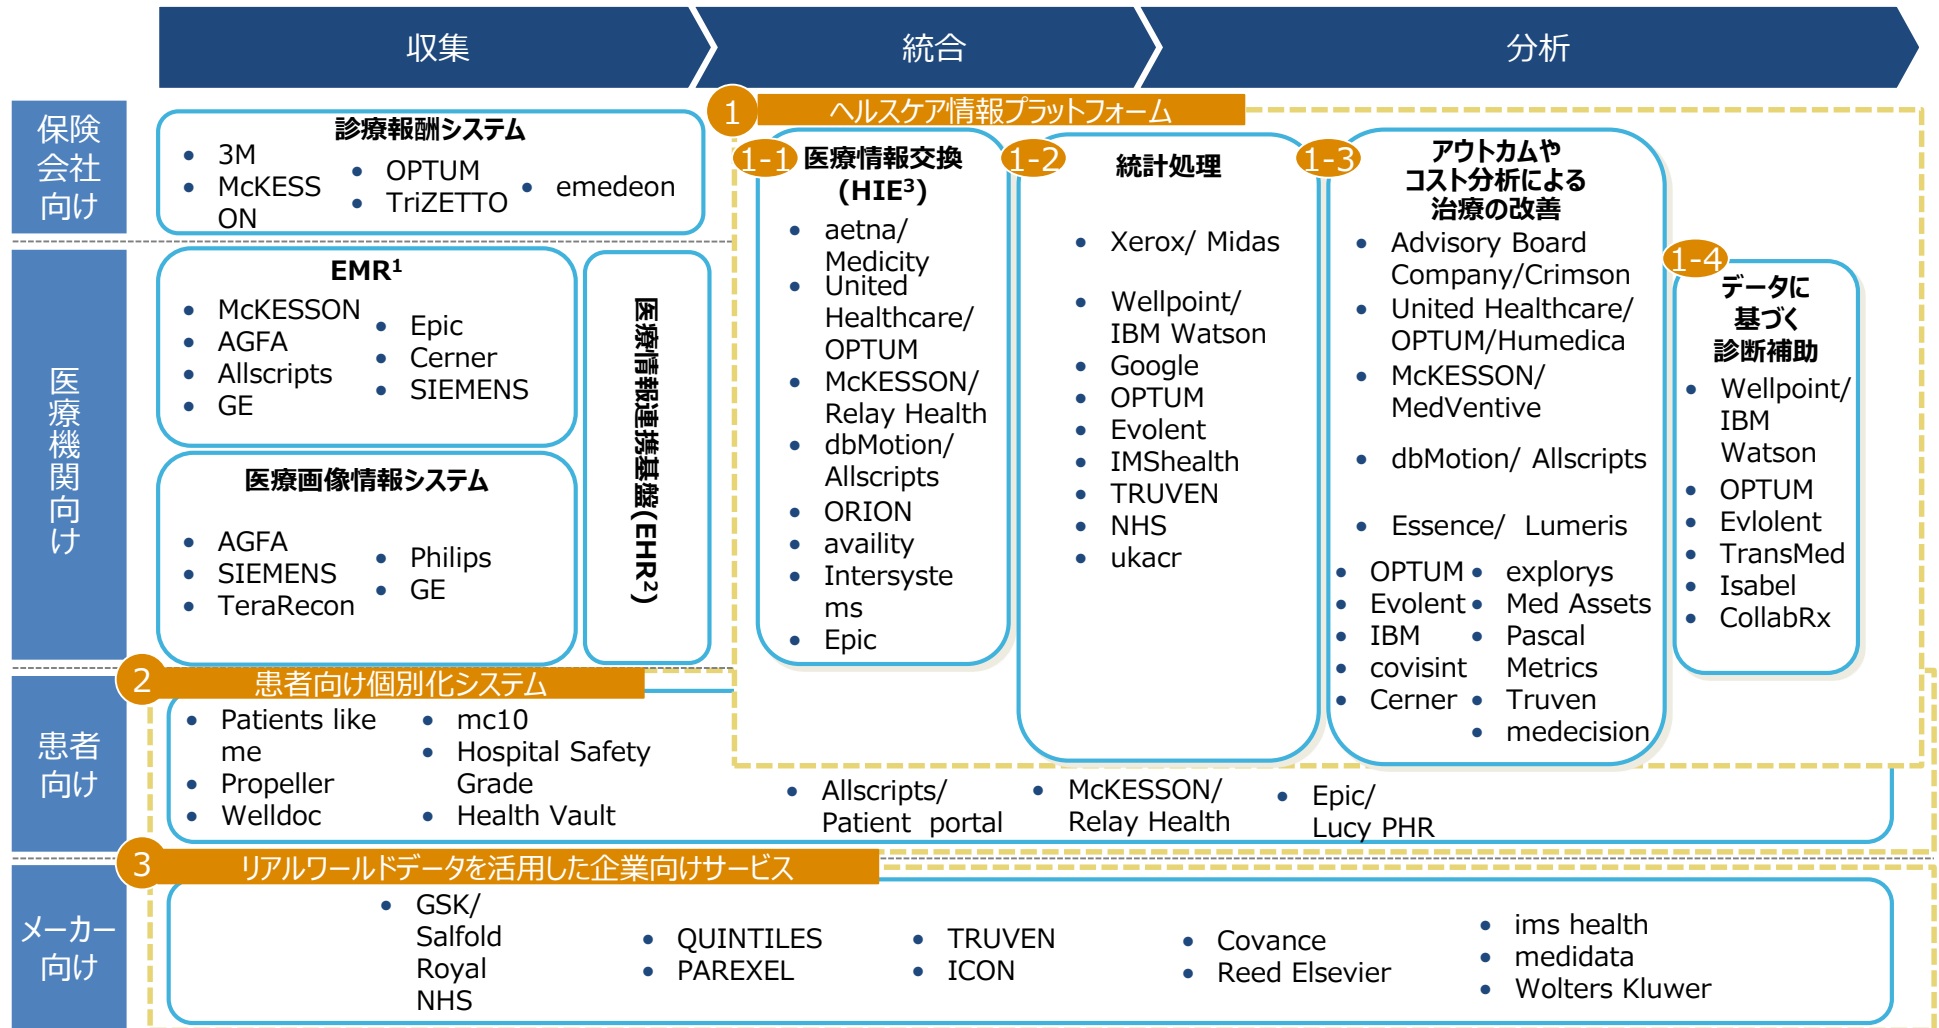 収集
統合
分析
保険
会社
向け
診療報酬システム
3M
McKESS
ON
OPTUM
TriZETTO
emedeon
1
ヘルスケア情報プラットフォーム
1-1
医療情報交換
(HIE³)
aetna/
Medicity
United
Healthcare/
OPTUM
McKESSON/
Relay Health
dbMotion/
Allscripts
ORION
availity
Intersyste
ms
Epic
1-2
統計処理
Xerox/ Midas
Wellpoint/
IBM Watson
Google
OPTUM
Evolent
IMShealth
TRUVEN
NHS
ukacr
1-3
アウトカムや
コスト分析による
治療の改善
Advisory Board
Company/Crimson
United Healthcare/
OPTUM/Humedica
McKESSON/
MedVentive
dbMotion/ Allscripts
Essence/ Lumeris
OPTUM
Evolent
IBM
covisint
Cerner
explorys
Med Assets
Pascal
Metrics
Truven
medecision
1-4
データに
基づく
診断補助
Wellpoint/
IBM
Watson
OPTUM
Evlolent
TransMed
Isabel
CollabRx
医療機関向け
EMR¹
McKESSON
AGFA
Allscripts
GE
Epic
Cerner
SIEMENS
医療画像情報システム
AGFA
SIEMENS
TeraRecon
Philips
GE
医療情報連携基盤(EHR²)
患者
向け
2
患者向け個別化システム
Patients like
me
Propeller
Welldoc
mc10
Hospital Safety
Grade
Health Vault
Allscripts/
Patient portal
McKESSON/
Relay Health
Epic/
Lucy PHR
メーカー
向け
3
リアルワールドデータを活用した企業向けサービス
GSK/
Salfold
Royal
NHS
QUINTILES
PAREXEL
TRUVEN
ICON
Covance
Reed Elsevier
ims health
medidata
Wolters Kluwer